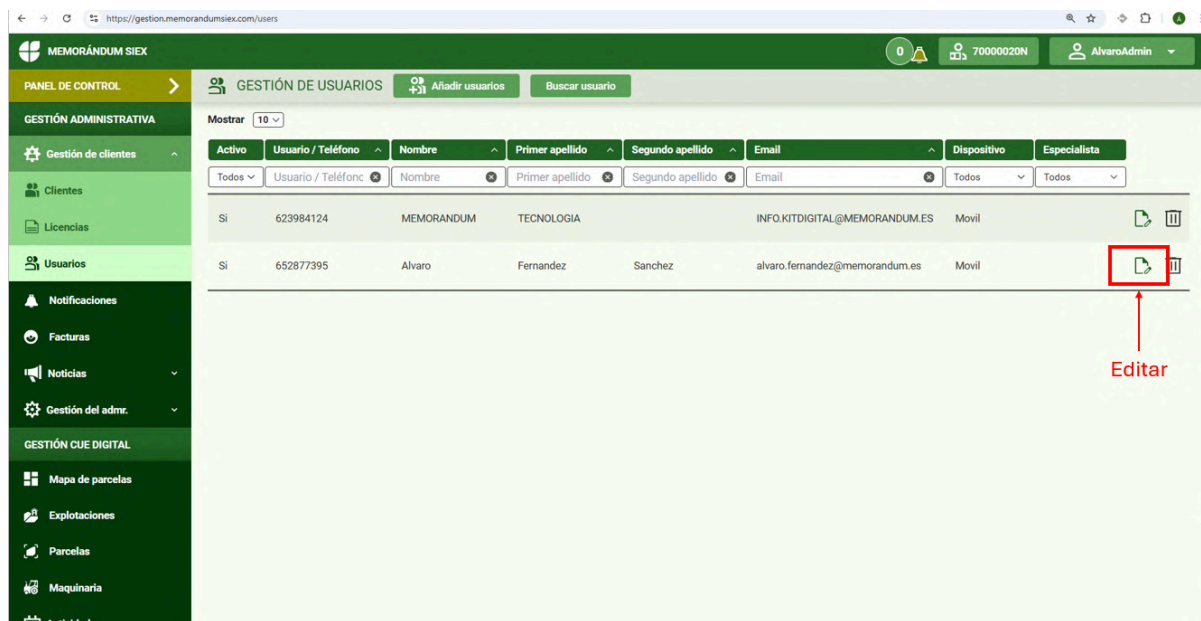 https://gestion.memorandumsiex.com/users
A
MEMORÁNDUM SIEX
0
70000020N
AlvaroAdmin
PANEL DE CONTROL
GESTIÓN DE USUARIOS
Añadir usuarios
Buscar usuario
GESTIÓN ADMINISTRATIVA
Mostrar 10
Gestión de clientes
Activo Usuario / Teléfono Nombre Primer apellido Segundo apellido Email Dispositivo Especialista
Todos Usuario / Teléfonc Nombre Primer apellido Segundo apellido Email Todos Todos
Clientes
Si 623984124 MEMORANDUM TECNOLOGIA INFO.KITDIGITAL@MEMORANDUM.ES Movil
Licencias
Usuarios
Si 652877395 Alvaro Fernandez Sanchez alvaro.fernandez@memorandum.es Movil
Notificaciones
Facturas
Noticias
Editar
Gestión del admr.
GESTIÓN CUE DIGITAL
Mapa de parcelas
Explotaciones
Parcelas
Maquinaria